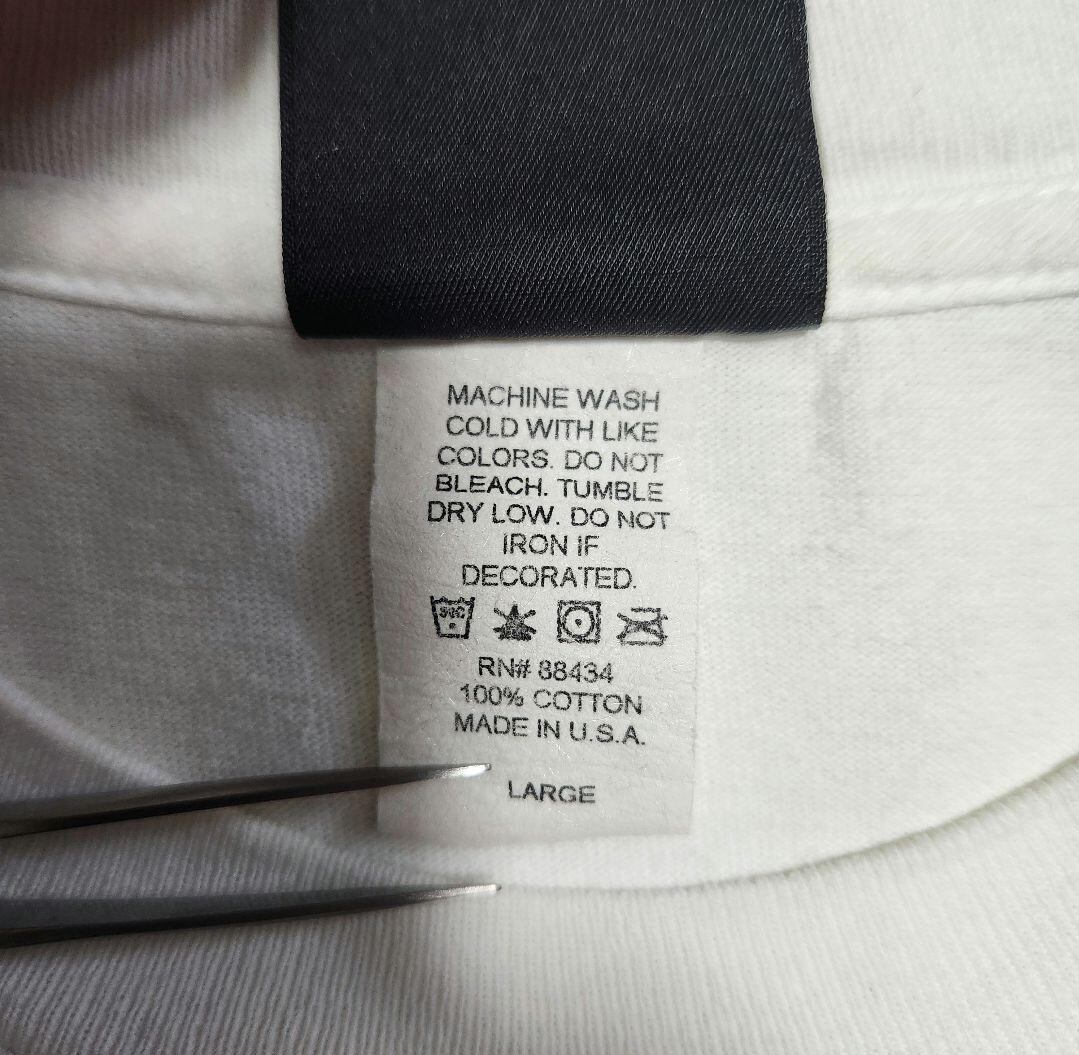 MACHINE WASH
COLD WITH LIKE
COLORS. DO NOT
BLEACH. TUMBLE
DRY LOW. DO NOT
IRON IF
DECORATED.
30C
RN# 88434
100% COTTON
MADE IN U.S.A.
LARGE